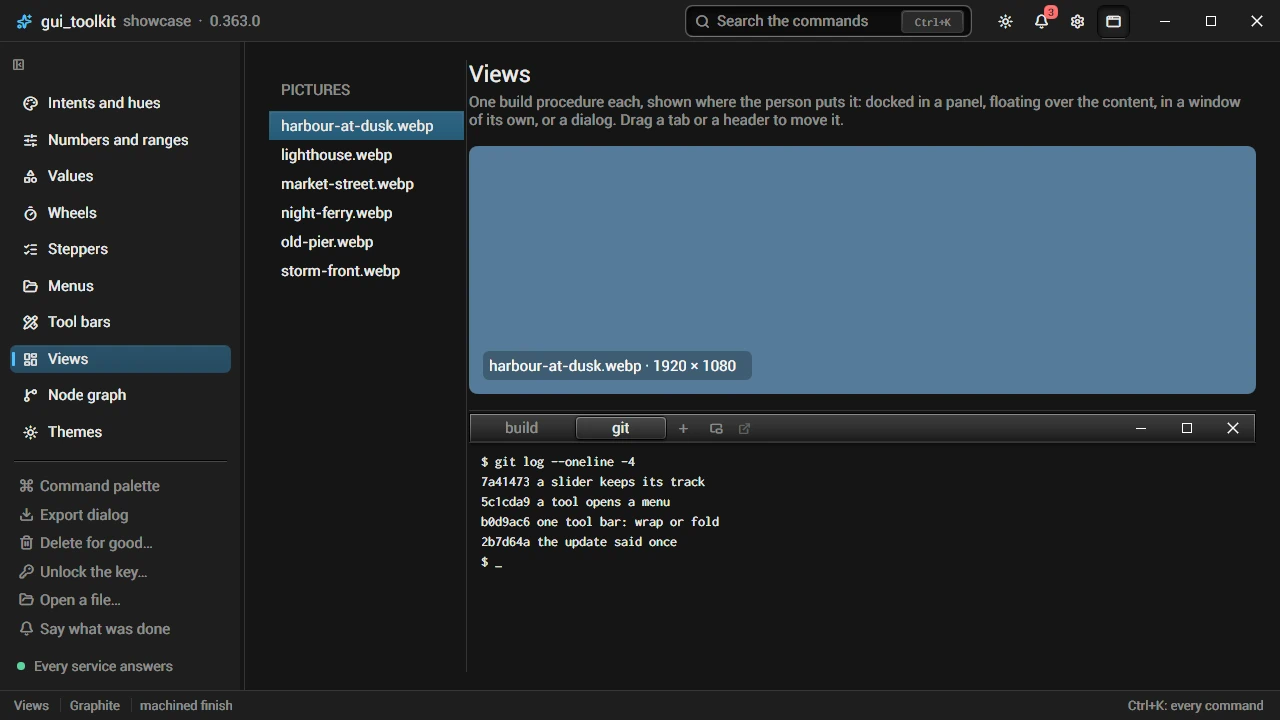 gui_toolkit showcase · 0.363.0
Search the commands
Ctrl+K
3
Intents and hues
Numbers and ranges
Values
Wheels
Steppers
Menus
Tool bars
Views
Node graph
Themes
Command palette
Export dialog
Delete for good...
Unlock the key...
Open a file...
Say what was done
Every service answers
PICTURES
harbour-at-dusk.webp
lighthouse.webp
market-street.webp
night-ferry.webp
old-pier.webp
storm-front.webp
Views
One build procedure each, shown where the person puts it: docked in a panel, floating over the content, in a window
of its own, or a dialog. Drag a tab or a header to move it.
harbour-at-dusk.webp · 1920 × 1080
build
git
$ git log --oneline -4
7a41473 a slider keeps its track
5c1cda9 a tool opens a menu
b0d9ac6 one tool bar: wrap or fold
2b7d64a the update said once
$ _
Views
Graphite
machined finish
Ctrl+K: every command